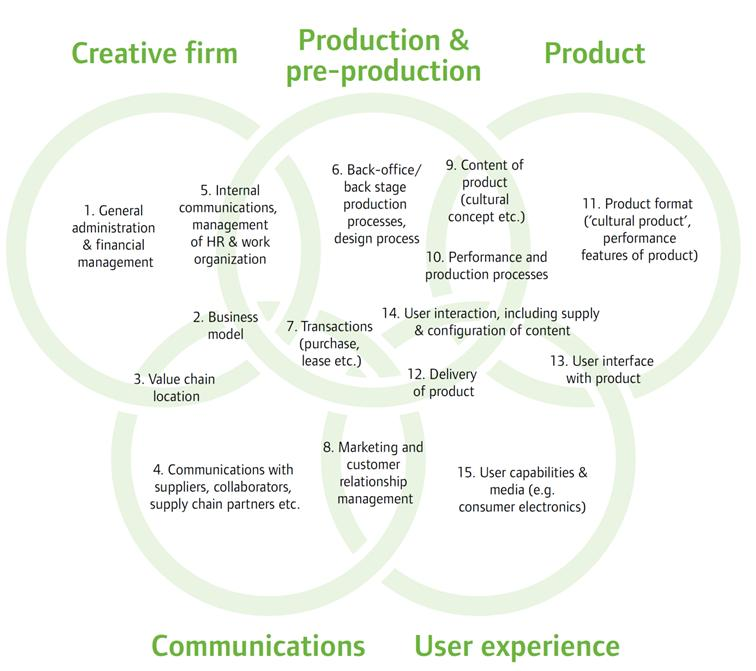 Creative firm
Production &
pre-production
Product
1. General
administration
& financial
management
5. Internal
communications,
management
of HR & work
organization
6. Back-office/
back stage
production
processes,
design process
9. Content of
product
(cultural
concept etc.)
10. Performance and
production processes
11. Product format
(‘cultural product’,
performance
features of product)
2. Business
model
7. Transactions
(purchase,
lease etc.)
14. User interaction, including supply
& configuration of content
3. Value chain
location
12. Delivery
of product
13. User interface
with product
4. Communications with
suppliers, collaborators,
supply chain partners etc.
8. Marketing and
customer
relationship
management
15. User capabilities &
media (e.g.
consumer electronics)
Communications
User experience